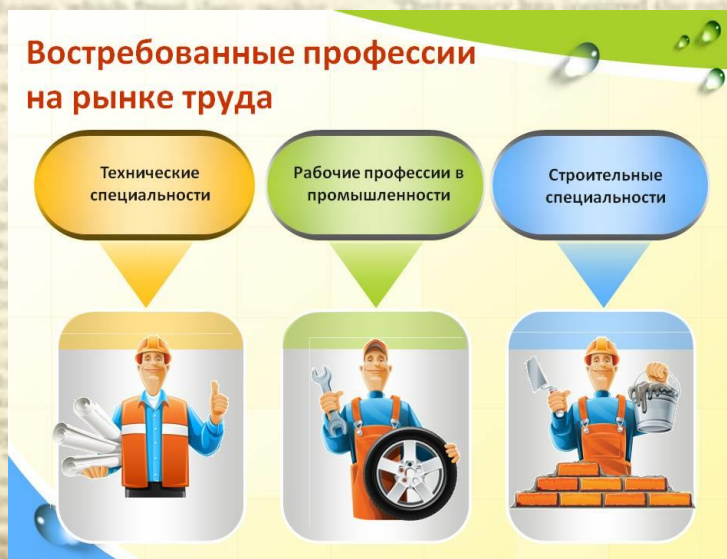 Востребованные профессии
на рынке труда
Технические
специальности
Рабочие профессии в
промышленности
Строительные
специальности